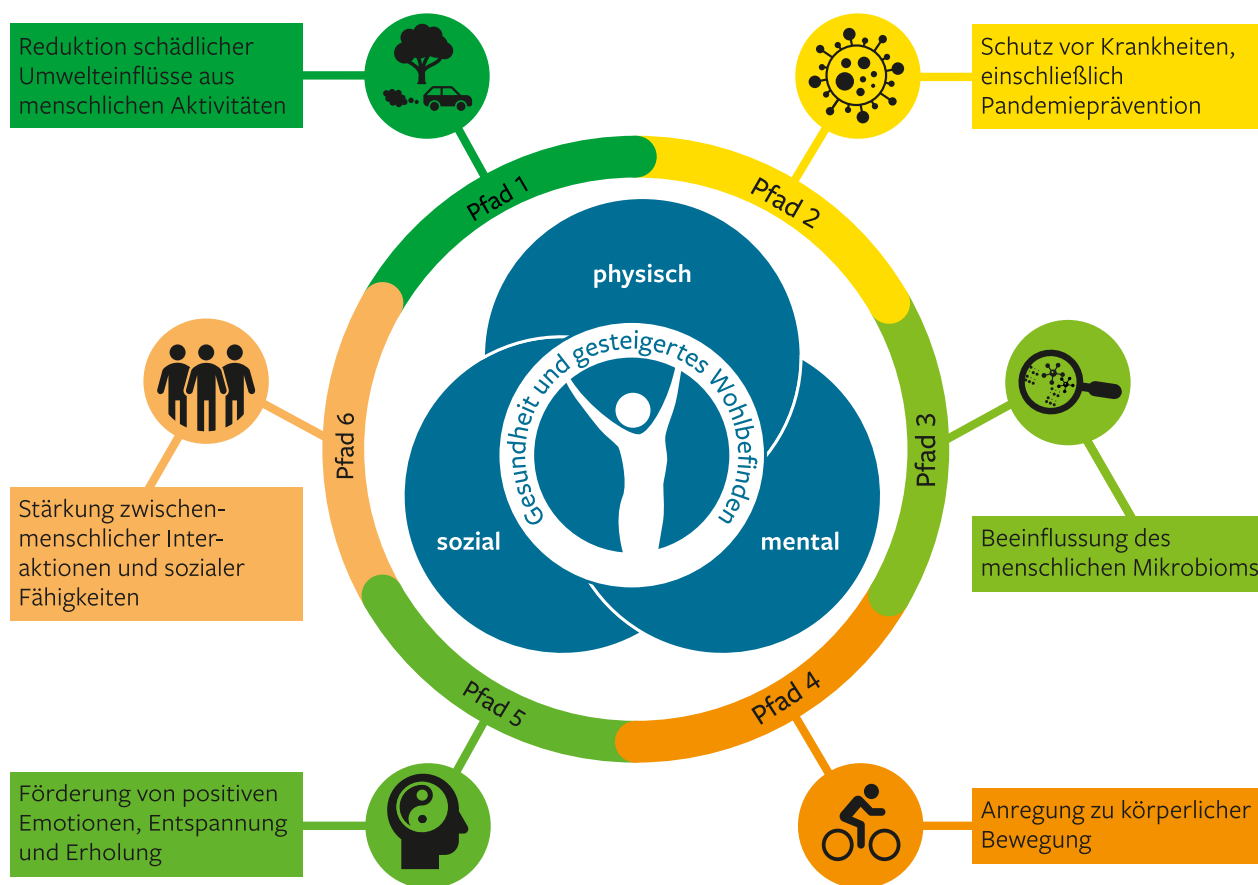 Reduktion schädlicher
Umwelteinflüsse aus
menschlichen Aktivitäten
Schutz vor Krankheiten,
einschließlich
Pandemieprävention
Pfad 1
Pfad 2
physisch
Gesundheit und gesteigertes Wohlbefinden
Pfad 6
Pfad 3
sozial
mental
Stärkung zwischen-
menschlicher Inter-
aktionen und sozialer
Fähigkeiten
Beeinflussung des
menschlichen Mikrobioms
Pfad 5
Pfad 4
Förderung von positiven
Emotionen, Entspannung
und Erholung
Anregung zu körperlicher
Bewegung